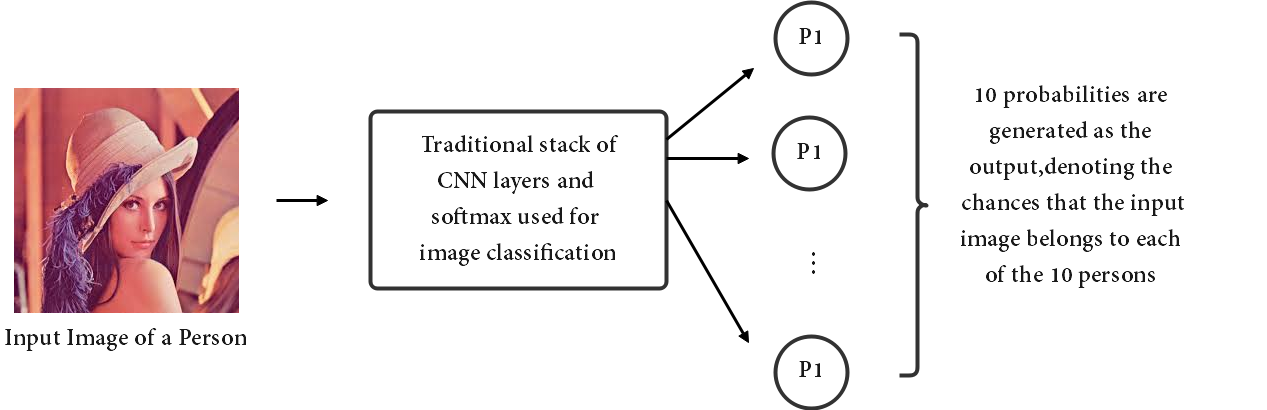 Input Image of a Person
Traditional stack of
CNN layers and
softmax used for
image classification
P1
P1
⋮
P1
10 probabilities are
generated as the
output,denoting the
chances that the input
image belongs to each
of the 10 persons